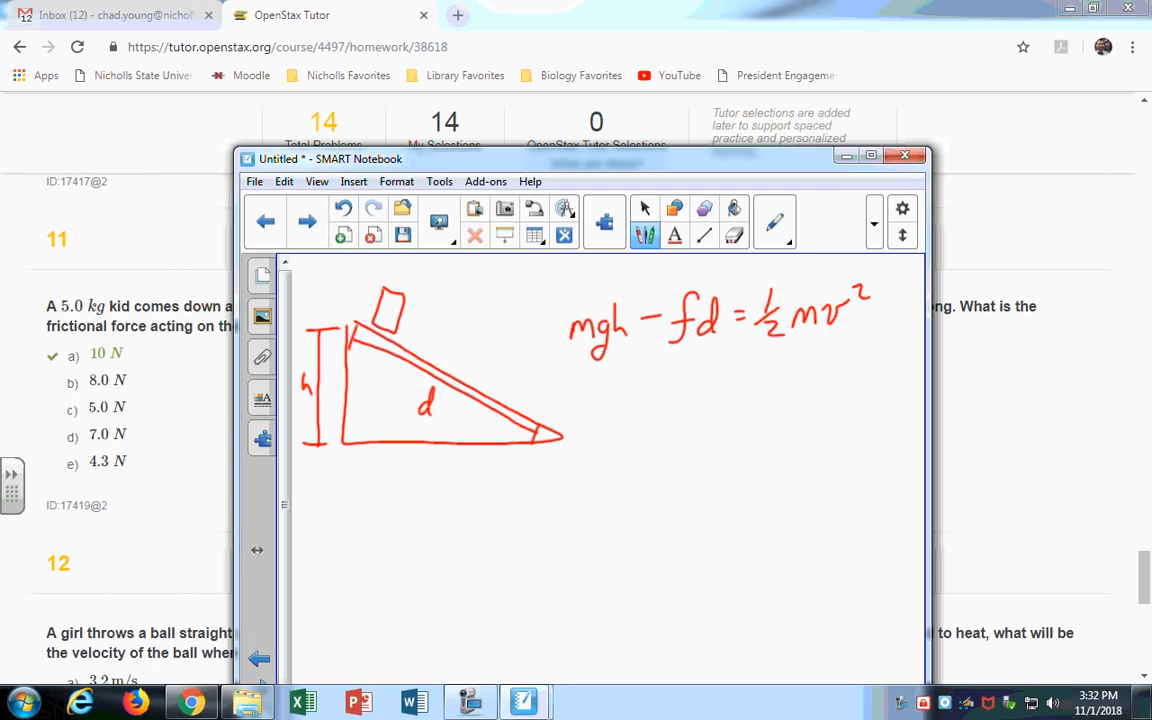 Inbox (12) - chad.young@nicholl
OpenStax Tutor
https://tutor.openstax.org/course/4497/homework/38618
Apps
Nicholls State Univer
Moodle
Nicholls Favorites
Library Favorites
Biology Favorites
YouTube
President Engageme
14
14
0
Tutor selections are added
later to support spaced
practice and personalized
Total Problems
My Selections
OpenStax Tutor Selections
ID:17417@2
Untitled * - SMART Notebook
File Edit View Insert Format Tools Add-ons Help
11
A 5.0 kg kid comes down a
ong. What is the
frictional force acting on th
a) 10 N
b) 8.0 N
c) 5.0 N
d) 7.0 N
e) 4.3 N
ID:17419@2
h
d
mgh - fd = ½ mv²
12
A girl throws a ball straight
to heat, what will be
the velocity of the ball wher
a) 3.2 m/s
3:32 PM
11/1/2018